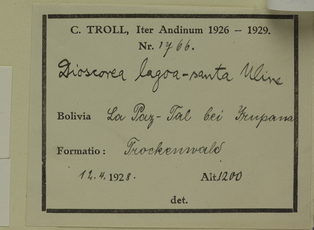 C. TROLL, Iter Andinum 1926 – 1929.
Nr. 1766.
Dioscorea lagoa-santa Uline
Bolivia La Paz-Tal bei Irupana
Formatio: Trockenwald
12.4.1928. Alt 1200
det.